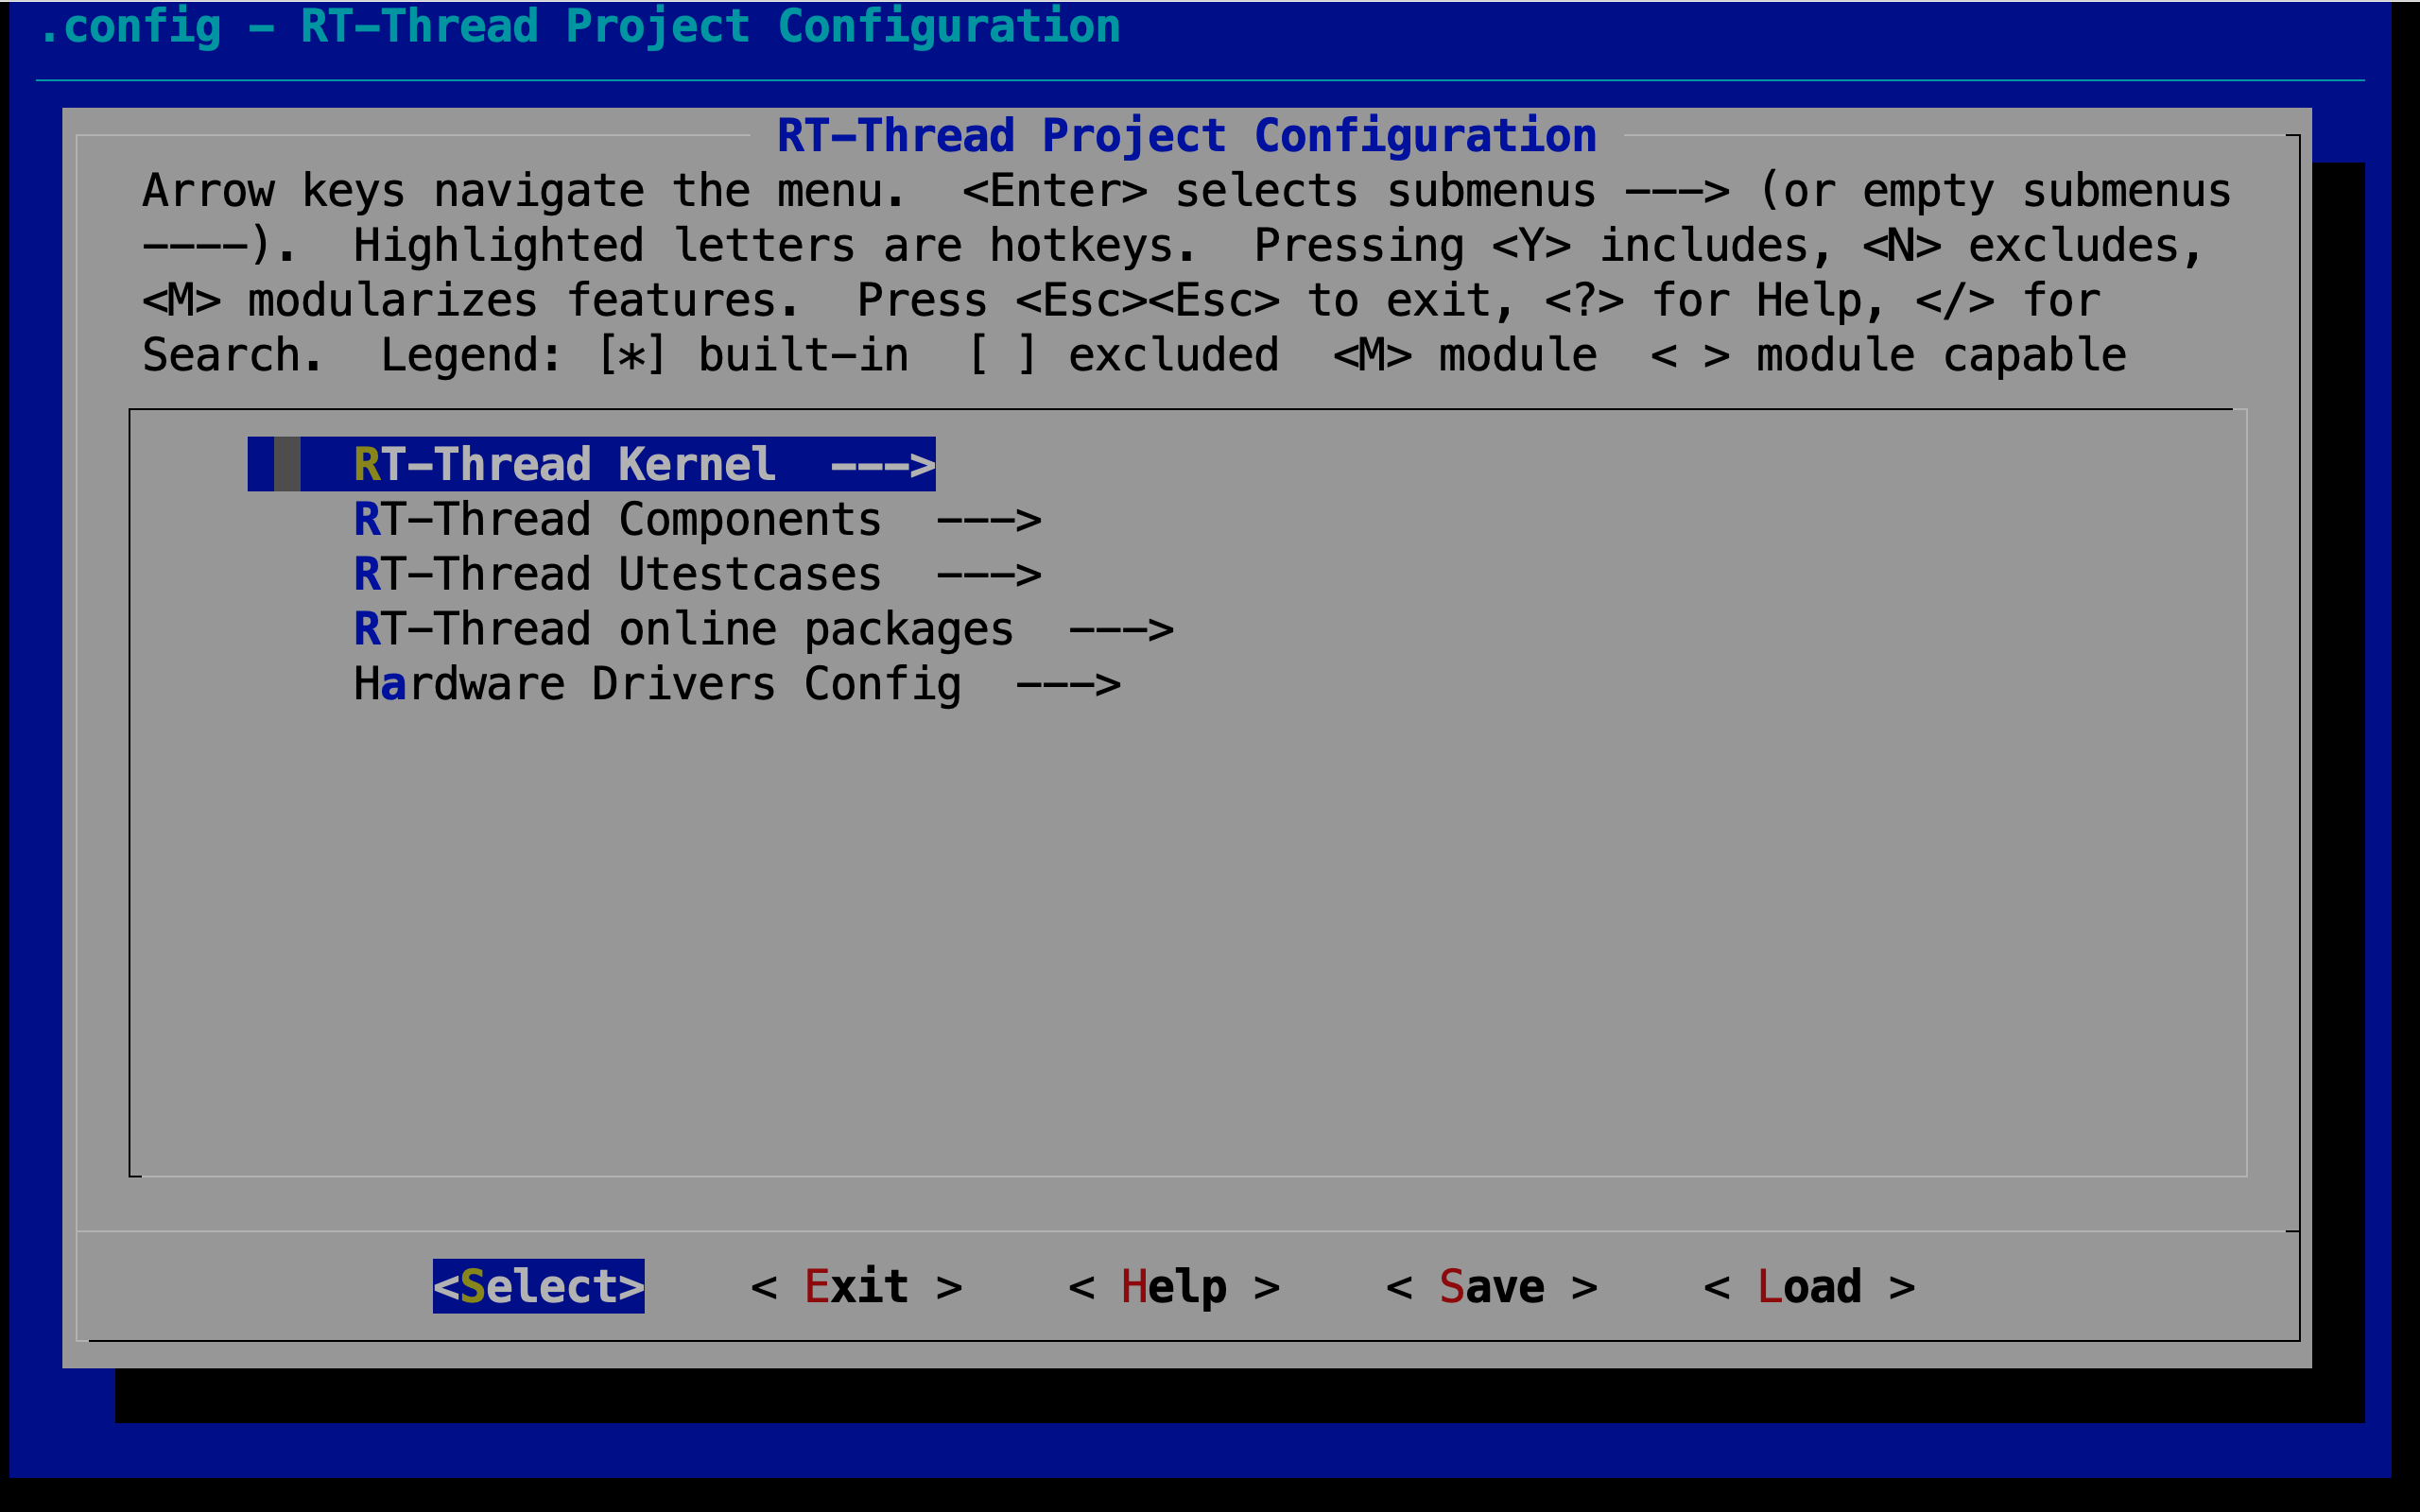 .config - RT-Thread Project Configuration
RT-Thread Project Configuration
Arrow keys navigate the menu.  <Enter> selects submenus ---> (or empty submenus
----).  Highlighted letters are hotkeys.  Pressing <Y> includes, <N> excludes,
<M> modularizes features.  Press <Esc><Esc> to exit, <?> for Help, </> for
Search.  Legend: [*] built-in  [ ] excluded  <M> module  < > module capable
RT-Thread Kernel  --->
RT-Thread Components  --->
RT-Thread Utestcases  --->
RT-Thread online packages  --->
Hardware Drivers Config  --->
<Select>    < Exit >    < Help >    < Save >    < Load >